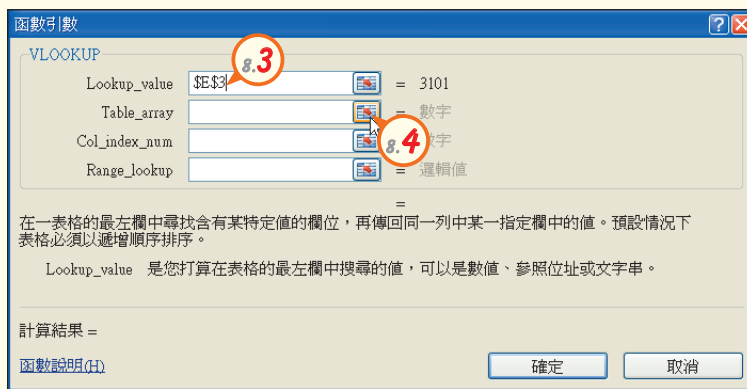 函數引數
VLOOKUP
8.3
Lookup_value $E$3 = 3101
Table_array = 數字
8.4
Col_index_num 數字
Range_lookup = 邏輯值
=
在一表格的最左欄中尋找含有某特定值的欄位，再傳回同一列中某一指定欄中的值。預設情況下
表格必須以遞增順序排序。
Lookup_value 是您打算在表格的最左欄中搜尋的值，可以是數值、參照位址或文字串。
計算結果 =
函數說明(H)
確定 取消